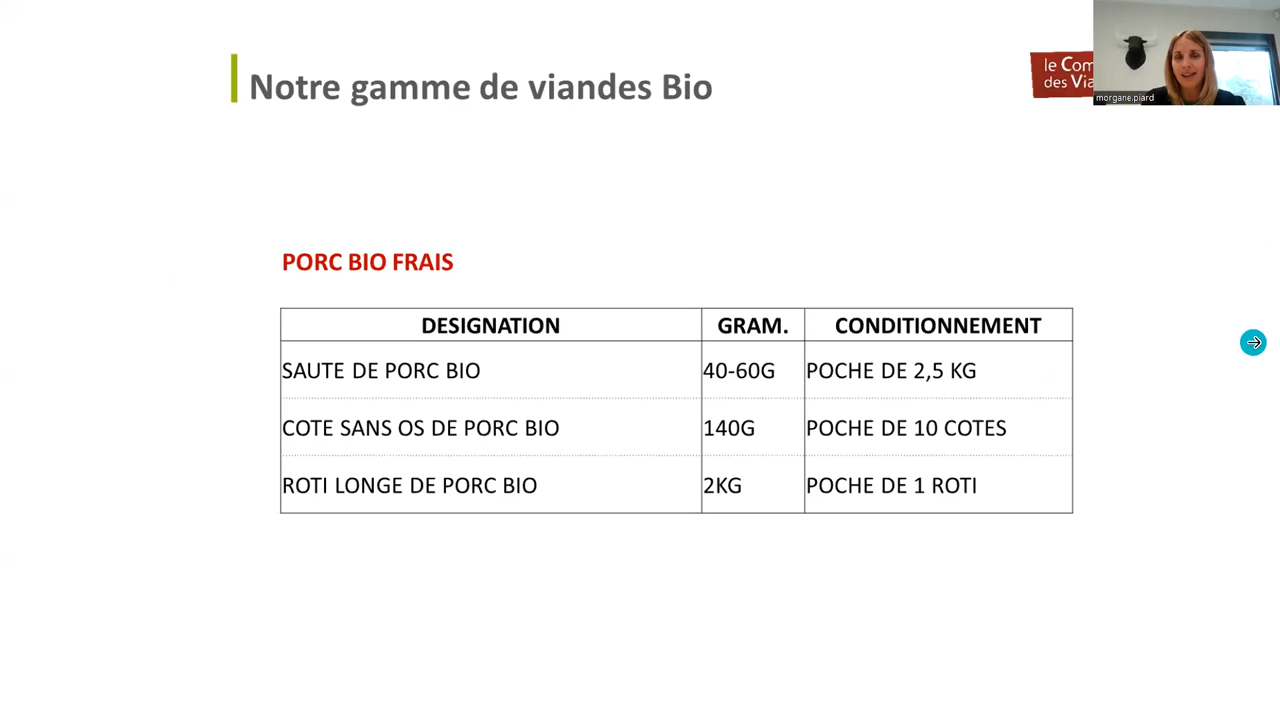 Notre gamme de viandes Bio
le
des
morgane.piard
PORC BIO FRAIS
DESIGNATION GRAM. CONDITIONNEMENT
SAUTE DE PORC BIO 40-60G POCHE DE 2,5 KG
COTE SANS OS DE PORC BIO 140G POCHE DE 10 COTES
ROTI LONGE DE PORC BIO 2KG POCHE DE 1 ROTI